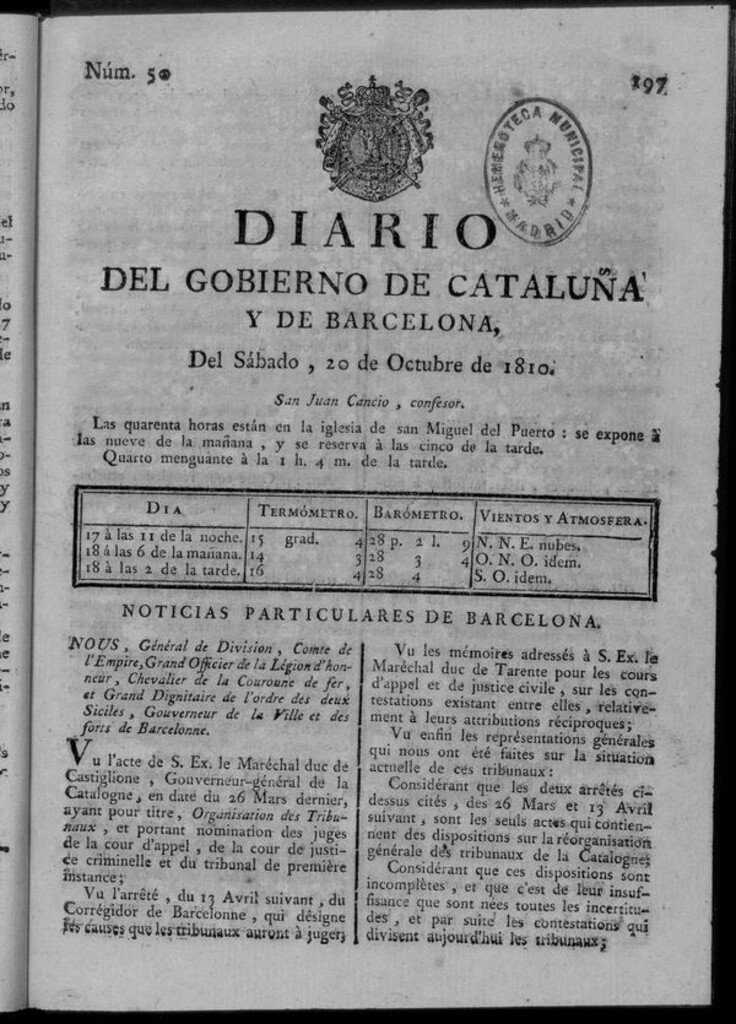 Núm. 50
197
HEMEROTECA MUNICIPAL
MADRID
DIARIO
DEL GOBIERNO DE CATALUÑA
Y DE BARCELONA,
Del Sábado , 20 de Octubre de 1810.
San Juan Cancio , confesor.
Las quarenta horas están en la iglesia de san Miguel del Puerto : se expone à
las nueve de la mañana , y se reserva à las cinco de la tarde.
Quarto menguante à la 1 h. 4 m. de la tarde.
DIA TERMÓMETRO. BARÓMETRO. VIENTOS Y ATMOSFERA.
17 à las 11 de la noche. 15 grad. 4 28 p. 2 l. 9 N. N. E. nubes.
18 á las 6 de la mañana. 14 3 28 3 4 O. N. O. idem.
18 à las 2 de la tarde. 16 4 28 4 S. O. idem.
NOTICIAS PARTICULARES DE BARCELONA.
NOUS , Général de Division , Comte de
l'Empire, Grand Officier de la Légion d'hon-
neur, Chevalier de la Couroune de fer,
et Grand Dignitaire de l'ordre des deux
Siciles , Gouverneur de la Ville et des
forts de Barcelonne.
Vu l'acte de S. Ex. le Maréchal duc de
Castiglione , Gouverneur-général de la
Catalogne, en date du 26 Mars dernier,
ayant pour titre, Organisation des Tribu-
naux , et portant nomination des juges
de la cour d'appel , de la cour de justi-
ce criminelle et du tribunal de première
instance;
Vu l'arrêté , du 13 Avril suivant , du
Corrégidor de Barcelonne , qui désigne
les causes que les tribunaux auront à juger;
Vu les mémoires adressés à S. Ex. le
Maréchal duc de Tarente pour les cours
d'appel et de justice civile , sur les con-
testations existant entre elles , relative-
ment à leurs attributions réciproques;
Vu enfin les représentations générales
qui nous ont été faites sur la situation
actuelle de ces tribunaux :
Considérant que les deux arrêtés ci-
dessus cités , des 26 Mars et 13 Avril
suivant , sont les seuls actes qui contien-
nent des dispositions sur la réorganisation
générale des tribunaux de la Catalogne;
Considérant que ces dispositions sont
incomplètes , et que c'est de leur insuf-
fisance que sont nées toutes les incertitu-
des , et par suite les contestations qui
divisent aujourd'hui les tribunaux;